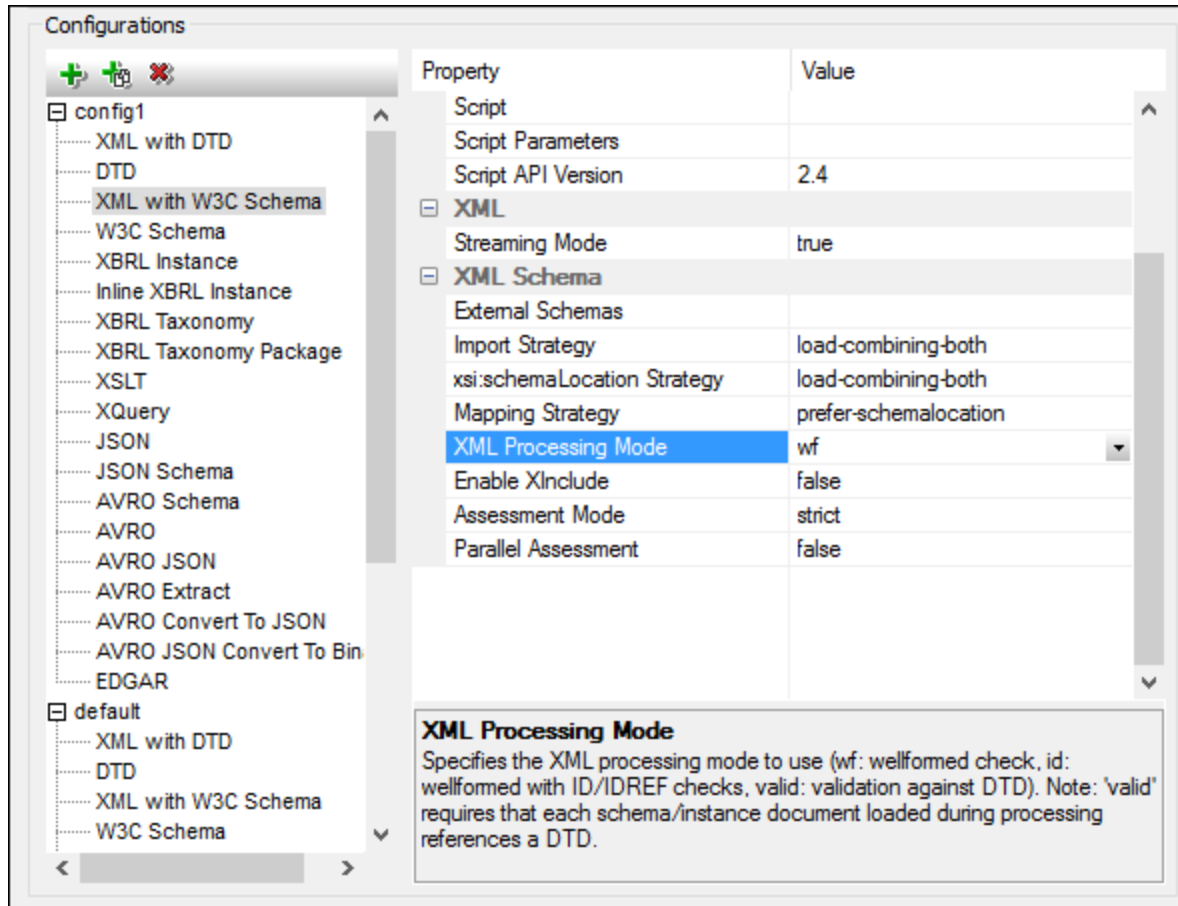 Configurations
config1
XML with DTD
DTD
XML with W3C Schema
W3C Schema
XBRL Instance
Inline XBRL Instance
XBRL Taxonomy
XBRL Taxonomy Package
XSLT
XQuery
JSON
JSON Schema
AVRO Schema
AVRO
AVRO JSON
AVRO Extract
AVRO Convert To JSON
AVRO JSON Convert To Bin
EDGAR
default
XML with DTD
DTD
XML with W3C Schema
W3C Schema
Property Value
Script
Script Parameters
Script API Version 2.4
XML
Streaming Mode true
XML Schema
External Schemas
Import Strategy load-combining-both
xsi:schemaLocation Strategy load-combining-both
Mapping Strategy prefer-schemalocation
XML Processing Mode wf
Enable XInclude false
Assessment Mode strict
Parallel Assessment false
XML Processing Mode
Specifies the XML processing mode to use (wf: wellformed check, id:
wellformed with ID/IDREF checks, valid: validation against DTD). Note: 'valid'
requires that each schema/instance document loaded during processing
references a DTD.